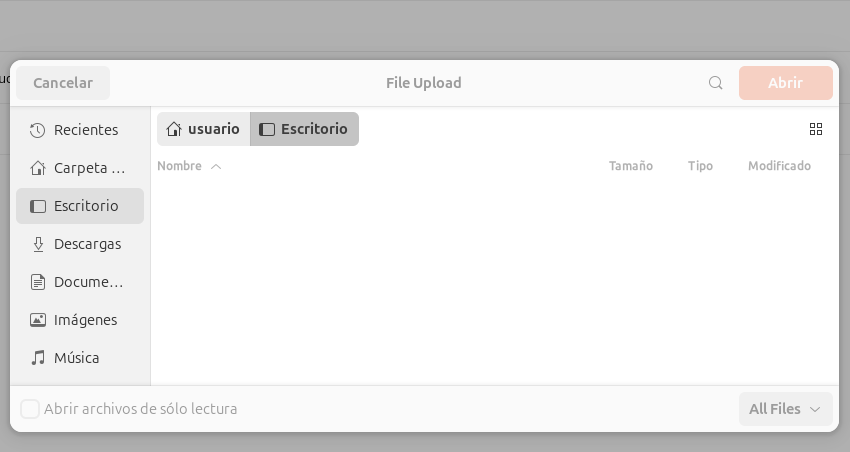 Cancelar File Upload Abrir
Recientes
Carpeta ...
Escritorio
Descargas
Docume...
Imágenes
Música
usuario Escritorio
Nombre Tamaño Tipo Modificado
Abrir archivos de sólo lectura All Files